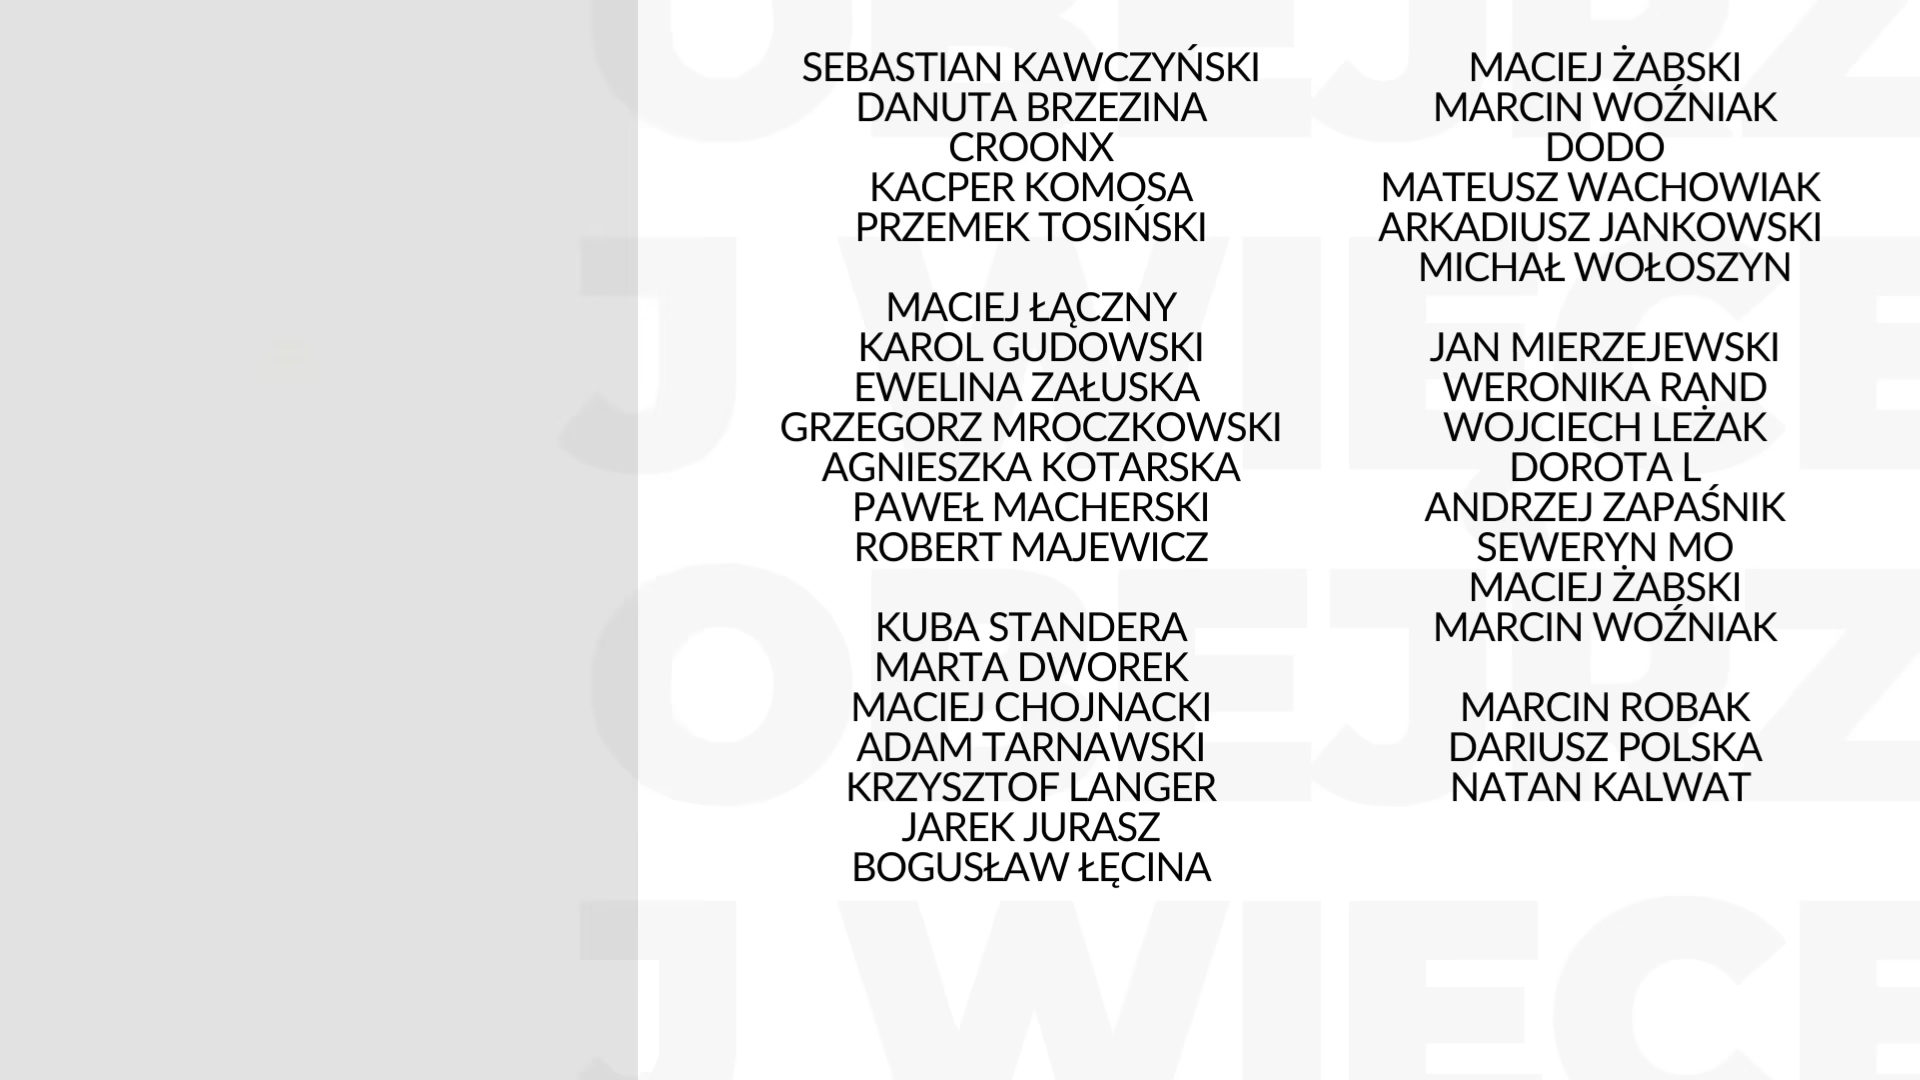 SEBASTIAN KAWCZYŃSKI
DANUTA BRZEZINA
CROONX
KACPER KOMOSA
PRZEMEK TOSIŃSKI
MACIEJ ŁĄCZNY
KAROL GUDOWSKI
EWELINA ZAŁUSKA
GRZEGORZ MROCZKOWSKI
AGNIESZKA KOTARSKA
PAWEŁ MACHERSKI
ROBERT MAJEWICZ
KUBA STANDERA
MARTA DWOREK
MACIEJ CHOJNACKI
ADAM TARNAWSKI
KRZYSZTOF LANGER
JAREK JURASZ
BOGUSŁAW ŁĘCINA
MACIEJ ŻABSKI
MARCIN WOŹNIAK
DODO
MATEUSZ WACHOWIAK
ARKADIUSZ JANKOWSKI
MICHAŁ WOŁOSZYN
JAN MIERZEJEWSKI
WERONIKA RAND
WOJCIECH LEŻAK
DOROTA L
ANDRZEJ ZAPAŚNIK
SEWERYN MO
MACIEJ ŻABSKI
MARCIN WOŹNIAK
MARCIN ROBAK
DARIUSZ POLSKA
NATAN KALWAT